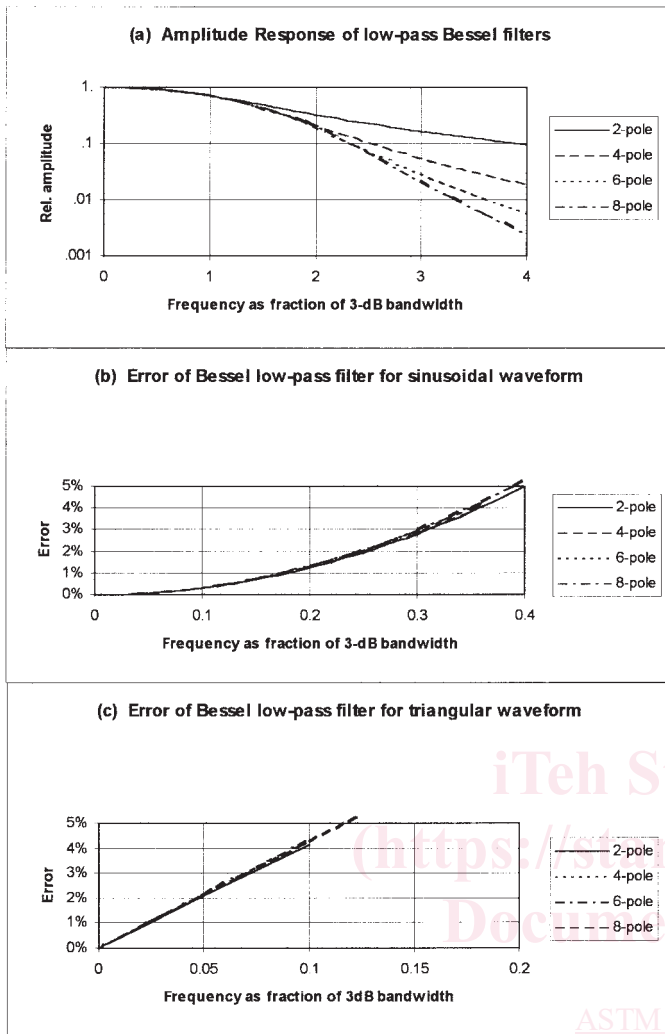 (a) Amplitude Response of low-pass Bessel filters
1.
.1
.01
.001
Rel. amplitude
0 1 2 3 4
Frequency as fraction of 3-dB bandwidth
2-pole
4-pole
6-pole
8-pole
(b) Error of Bessel low-pass filter for sinusoidal waveform
5%
4%
3%
2%
1%
0%
Error
0 0.1 0.2 0.3 0.4
Frequency as fraction of 3-dB bandwidth
2-pole
4-pole
6-pole
8-pole
(c) Error of Bessel low-pass filter for triangular waveform
5%
4%
3%
2%
1%
0%
Error
0 0.05 0.1 0.15 0.2
Frequency as fraction of 3dB bandwidth
2-pole
4-pole
6-pole
8-pole
iTeh S
(https://sta
Docume
ASTM